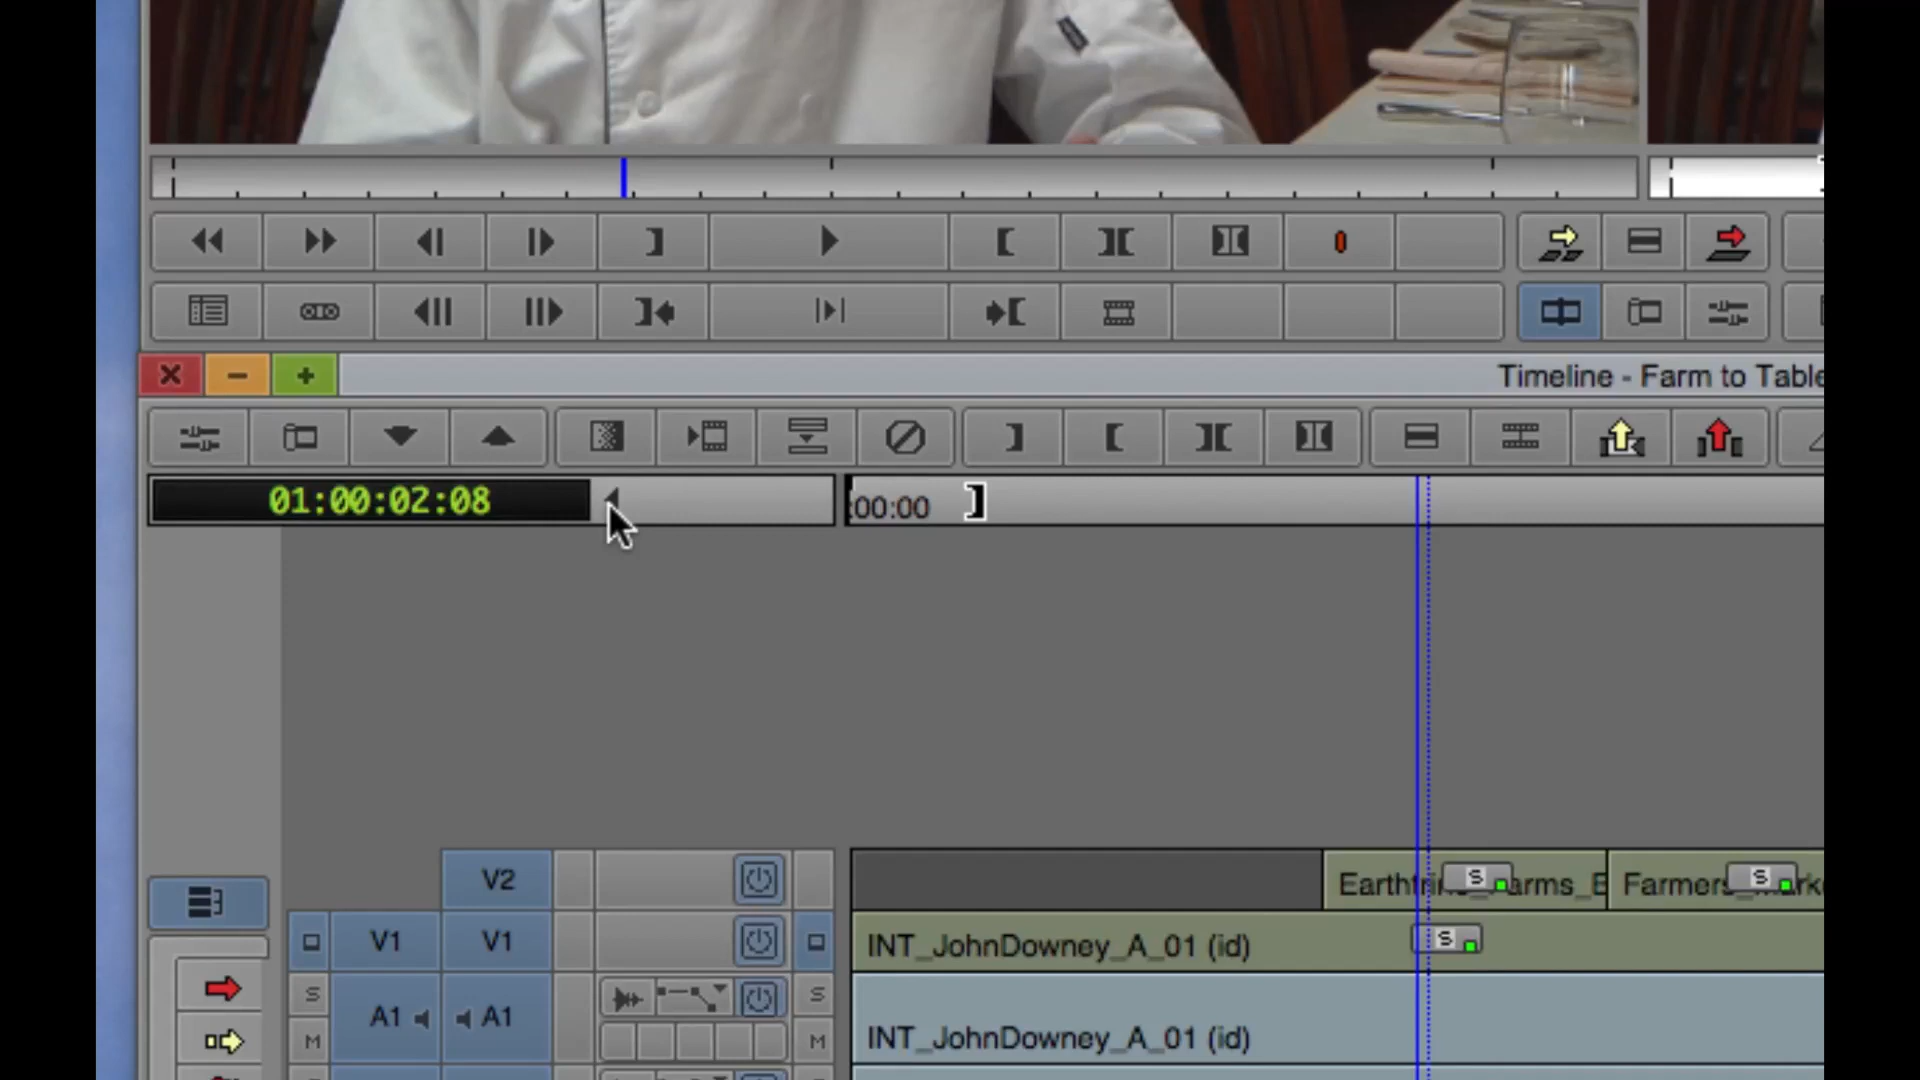 Timeline - Farm to Table
01:00:02:08
:00:00
V2
S
S
V1
V1
INT_JohnDowney_A_01 (id)
S
S
A1
A1
S
M
M
INT_JohnDowney_A_01 (id)